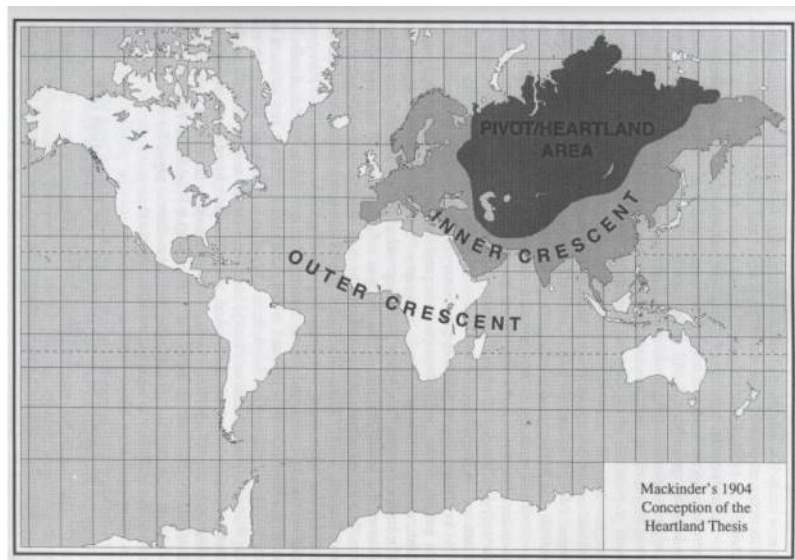 PIVOT/HEARTLAND
AREA
INNER CRESCENT
OUTER CRESCENT
Mackinder's 1904
Conception of the
Heartland Thesis